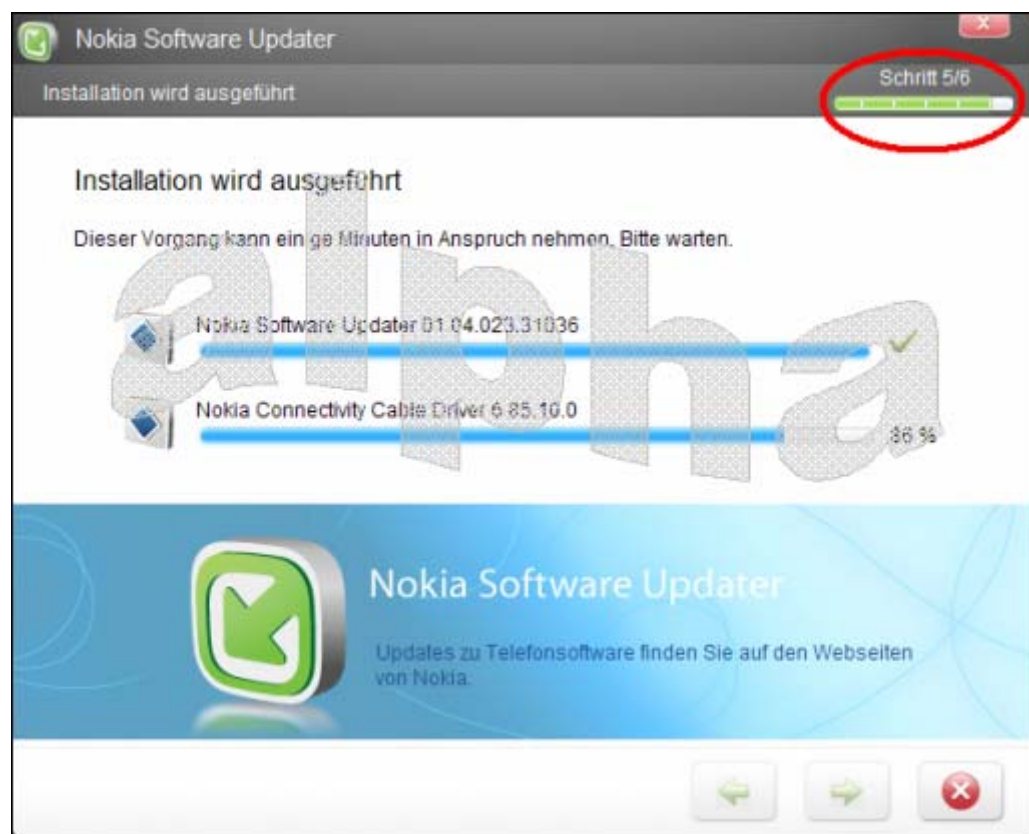 Nokia Software Updater
Installation wird ausgeführt
Schritt 5/6
Installation wird ausgeführt
Dieser Vorgang kann einige Minuten in Anspruch nehmen. Bitte warten.
Nokia Software Updater 01.04.023.31036
Nokia Connectivity Cable Driver 6.85.10.0
86 %
alpha
Nokia Software Updater
Updates zu Telefonsoftware finden Sie auf den Webseiten
von Nokia.